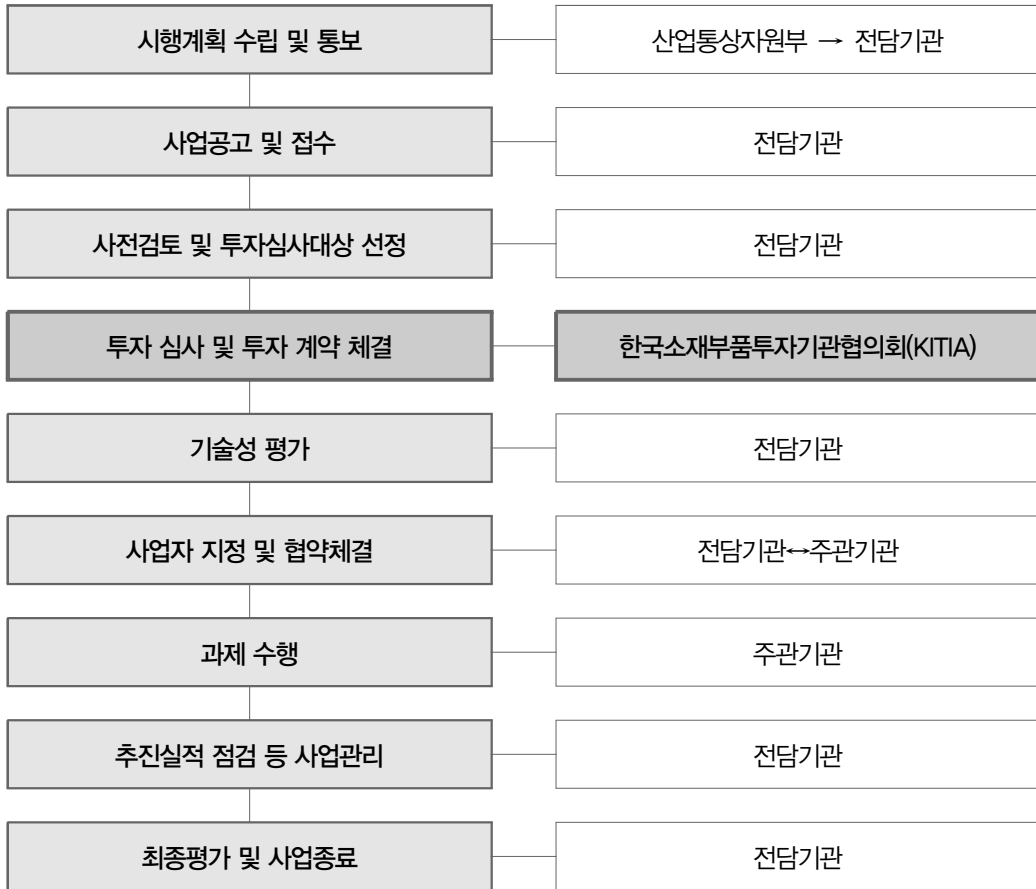 시행계획 수립 및 통보
산업통상자원부 → 전담기관
사업공고 및 접수
전담기관
사전검토 및 투자심사대상 선정
전담기관
투자 심사 및 투자 계약 체결
한국소재부품투자기관협의회(KITIA)
기술성 평가
전담기관
사업자 지정 및 협약체결
전담기관↔주관기관
과제 수행
주관기관
추진실적 점검 등 사업관리
전담기관
최종평가 및 사업종료
전담기관